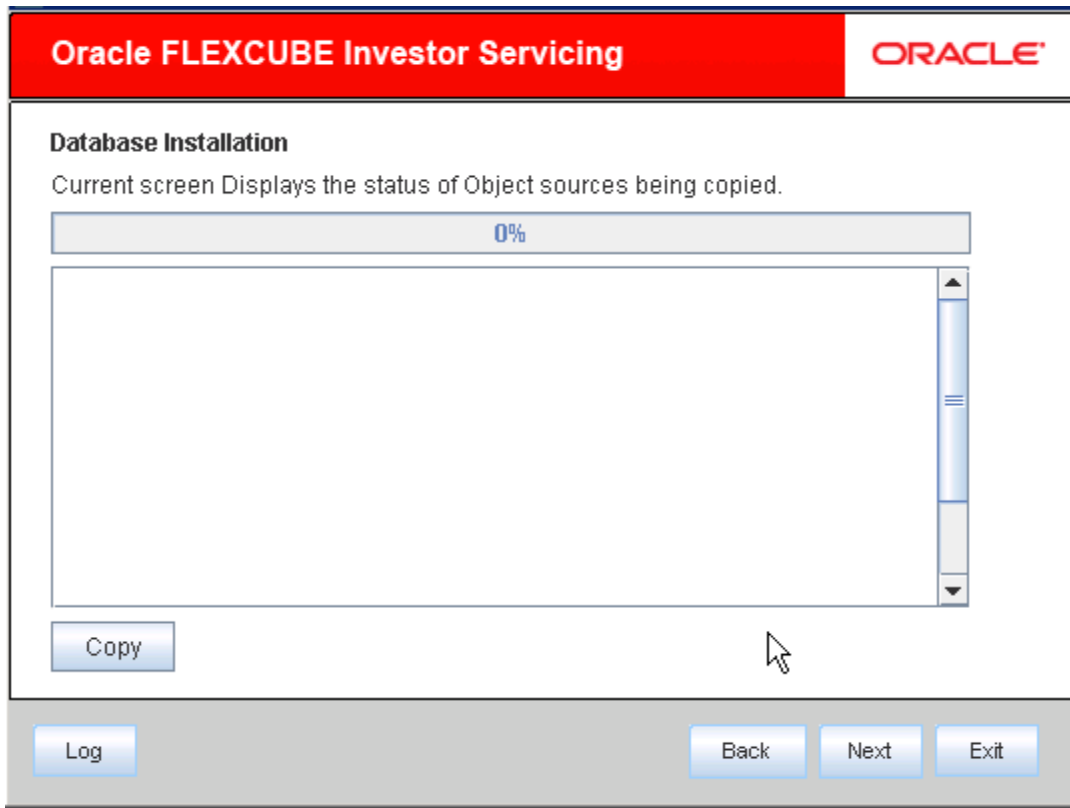 Oracle FLEXCUBE Investor Servicing
ORACLE
Database Installation
Current screen Displays the status of Object sources being copied.
0%
Copy
Log
Back
Next
Exit